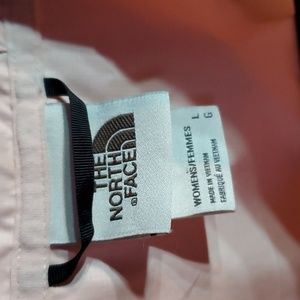 THE
NORTH
FACE®
WOMENS/FEMMES L G
MADE IN VIETNAM
FABRIQUÉ AU VIETNAM